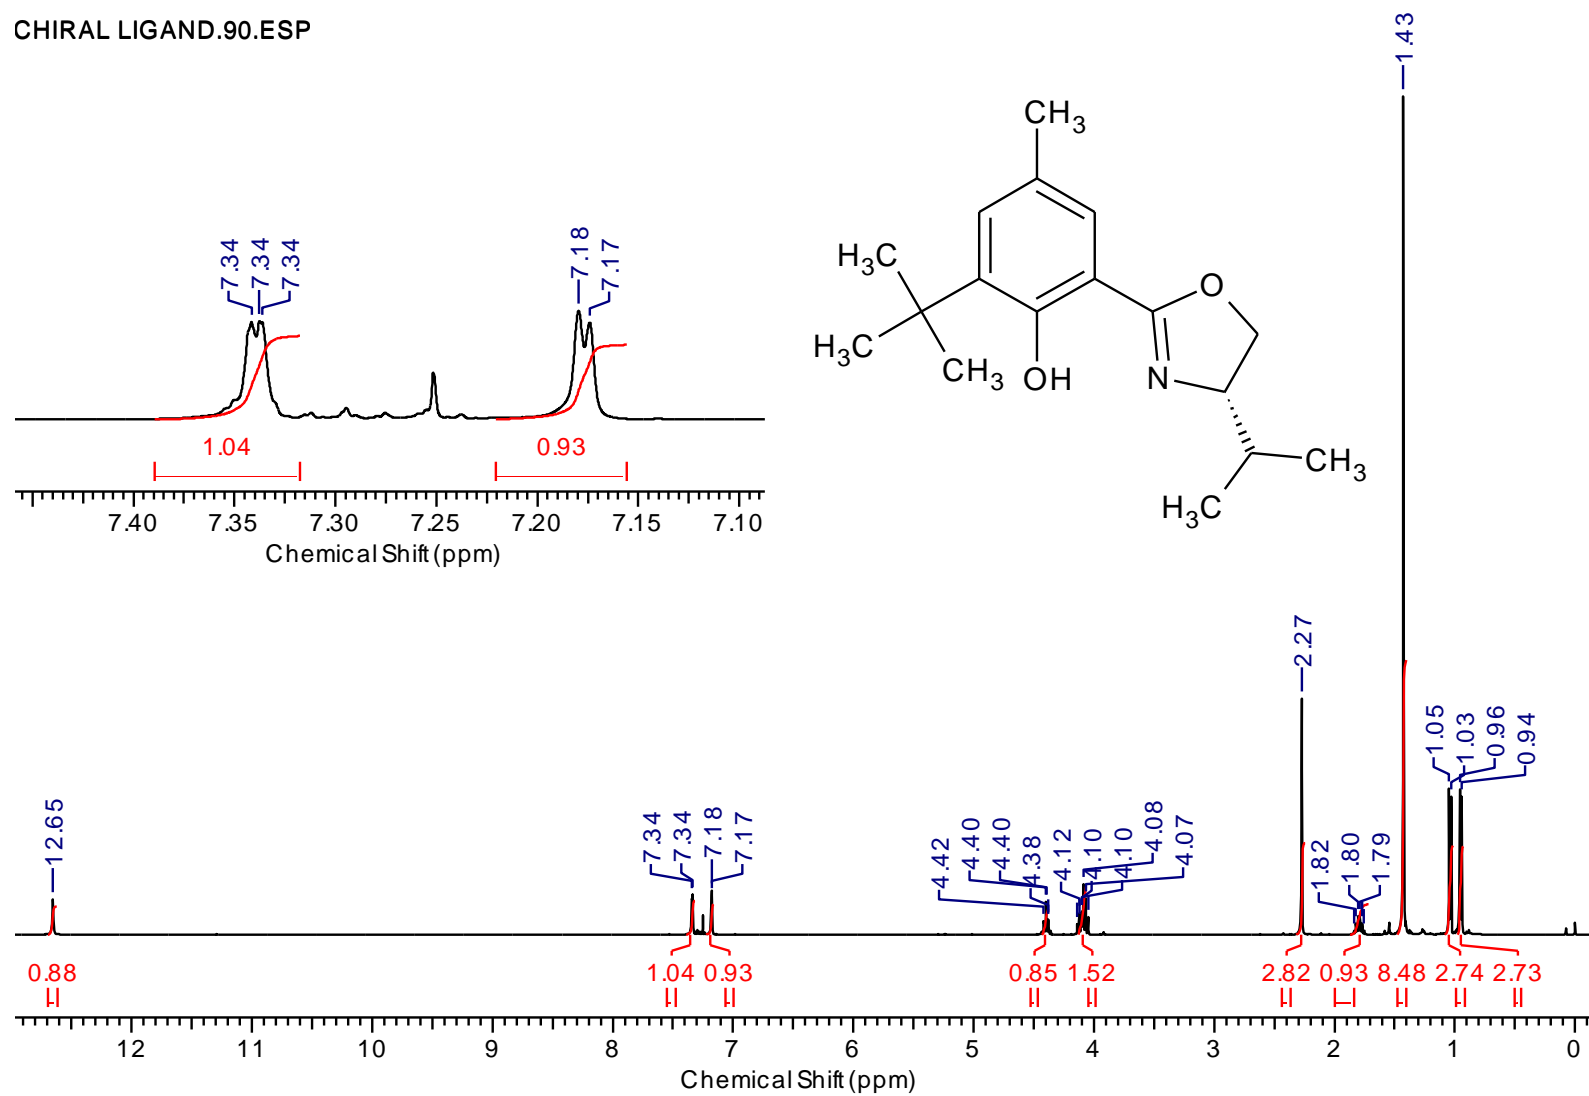 CHIRAL LIGAND.90.ESP
7.34
7.34
7.34
7.18
7.17
1.04
0.93
7.40 7.35 7.30 7.25 7.20 7.15 7.10
Chemical Shift (ppm)
CH3
H3C
H3C
CH3
OH
O
N
CH3
H3C
12.65
7.34
7.34
7.18
7.17
4.42
4.40
4.40
4.38
4.12
4.10
4.10
4.08
4.07
2.27
1.82
1.80
1.79
1.43
1.05
1.03
0.96
0.94
0.88 1.04 0.93 0.85 1.52 2.82 0.93 8.48 2.74 2.73
12 11 10 9 8 7 6 5 4 3 2 1 0
Chemical Shift (ppm)